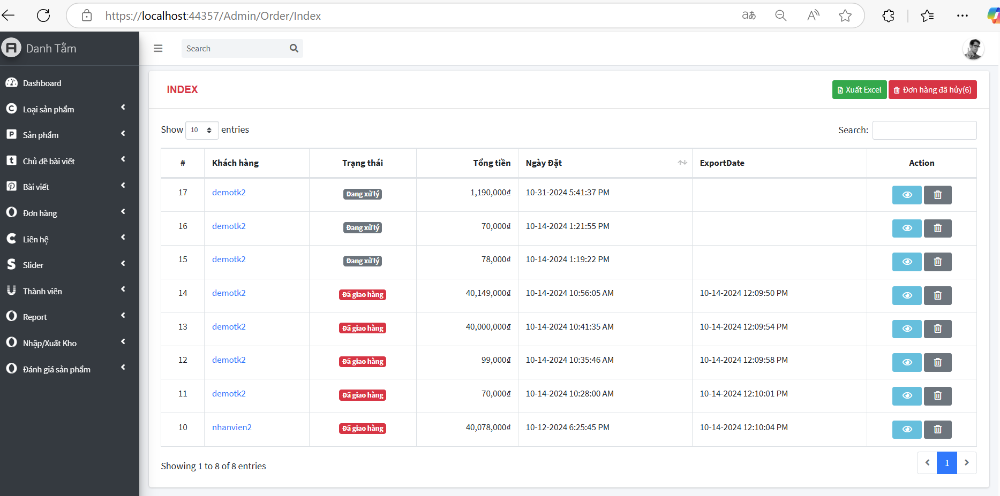 https://localhost:44357/Admin/Order/Index
Danh Tằm
Search
Dashboard
Loại sản phẩm
Sản phẩm
Chủ đề bài viết
Bài viết
Đơn hàng
Liên hệ
Slider
Thành viên
Report
Nhập/Xuất Kho
Đánh giá sản phẩm
INDEX
Xuất Excel
Đơn hàng đã hủy(6)
Show 10 entries
Search:
# Khách hàng Trạng thái Tổng tiền Ngày Đặt ExportDate Action
17 demotk2 Đang xử lý 1,190,000₫ 10-31-2024 5:41:37 PM
16 demotk2 Đang xử lý 70,000₫ 10-14-2024 1:21:55 PM
15 demotk2 Đang xử lý 78,000₫ 10-14-2024 1:19:22 PM
14 demotk2 Đã giao hàng 40,149,000₫ 10-14-2024 10:56:05 AM 10-14-2024 12:09:50 PM
13 demotk2 Đã giao hàng 40,000,000₫ 10-14-2024 10:41:35 AM 10-14-2024 12:09:54 PM
12 demotk2 Đã giao hàng 99,000₫ 10-14-2024 10:35:46 AM 10-14-2024 12:09:58 PM
11 demotk2 Đã giao hàng 70,000₫ 10-14-2024 10:28:00 AM 10-14-2024 12:10:01 PM
10 nhanvien2 Đã giao hàng 40,078,000₫ 10-12-2024 6:25:45 PM 10-14-2024 12:10:04 PM
Showing 1 to 8 of 8 entries
1